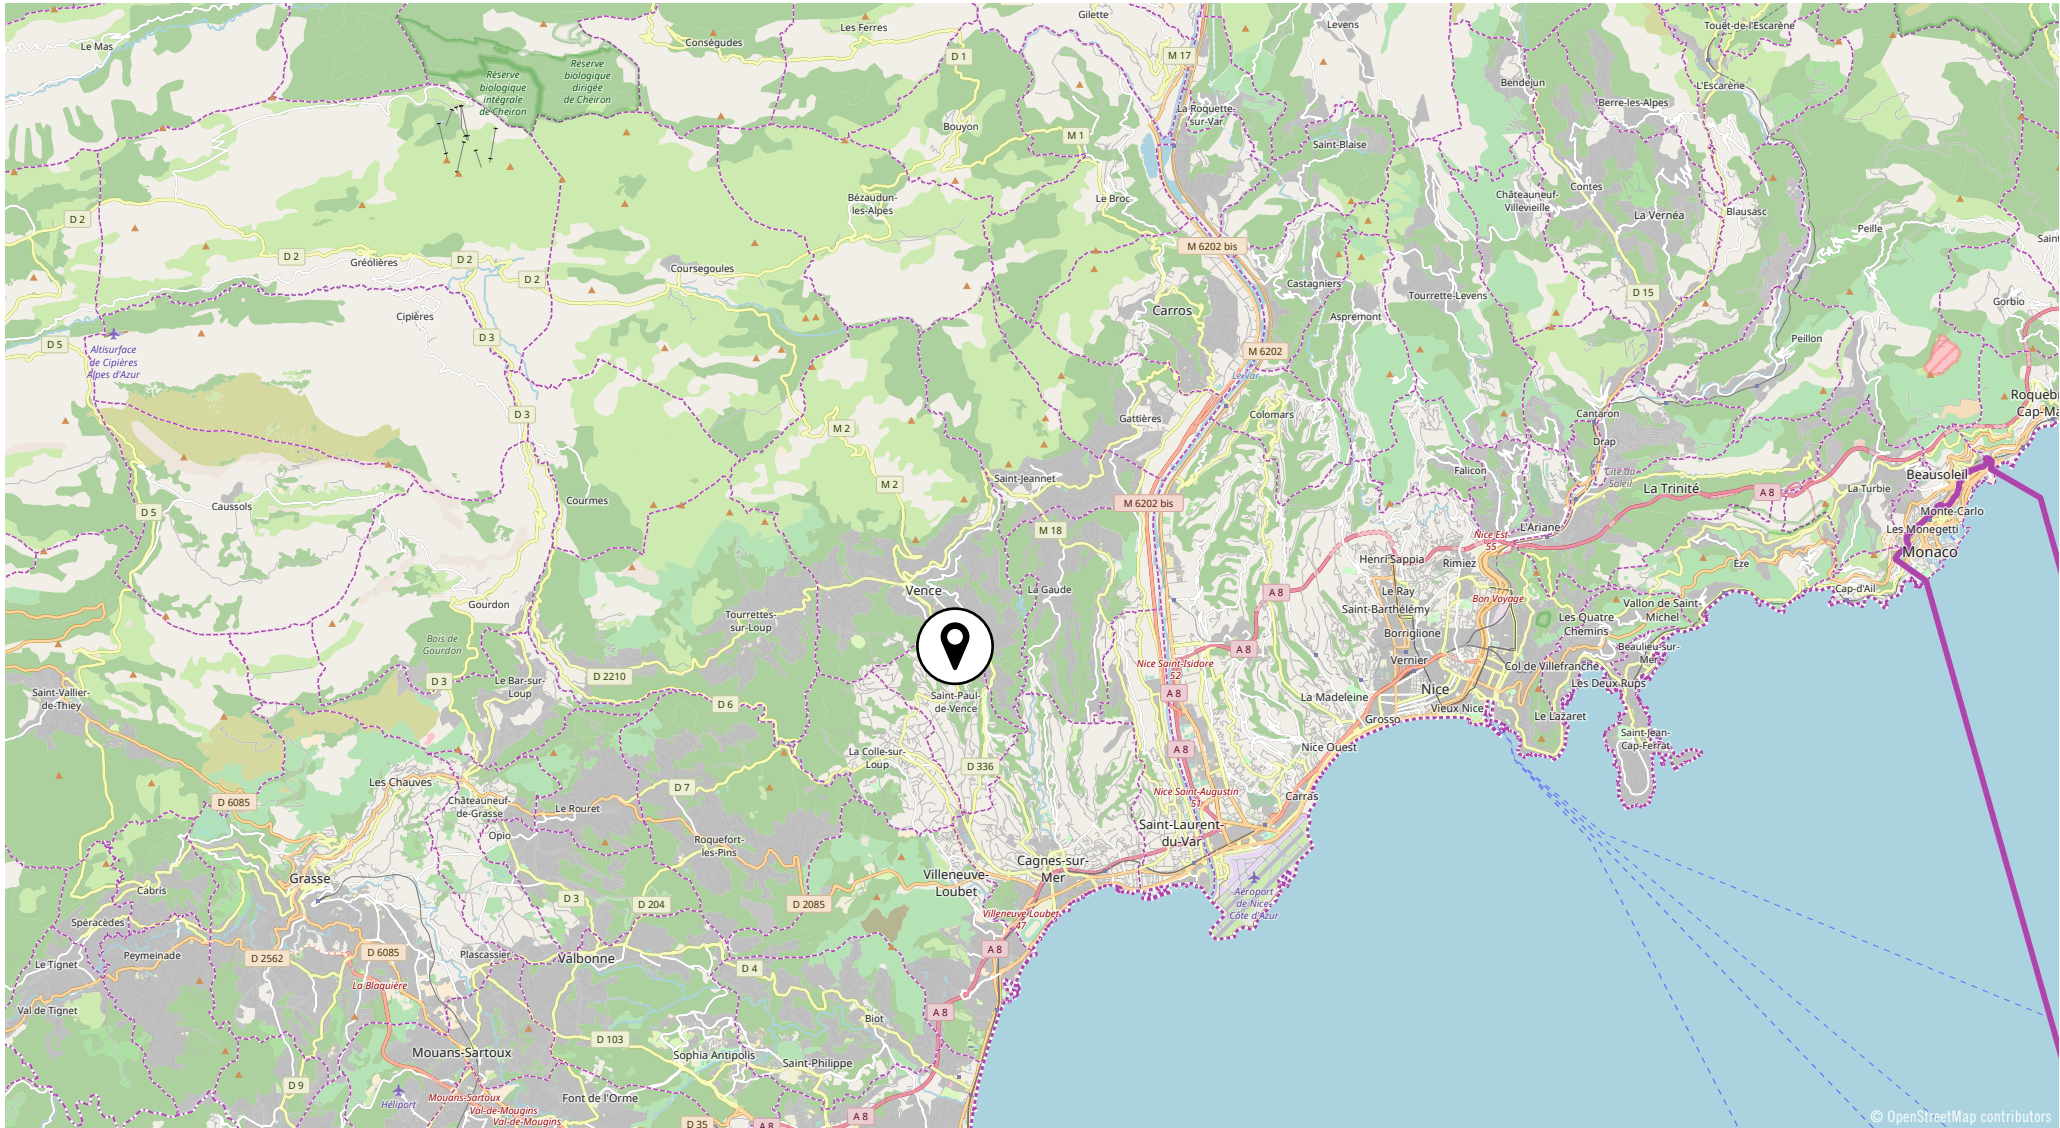 Gilette
Le Mas
Les Ferres
Conségudes
Levens
Touët-de-l'Escarène
D 1
M 17
Réserve
biologique
intégrale
de Cheiron
Réserve
biologique
dirigée
de Cheiron
Bendejun
L'Escarène
Berre-les-Alpes
La Roquette-
sur-Var
Bouyon
M 1
Saint-Blaise
Contes
Châteauneuf-
Villevieille
Le Broc
Bézaudun-
les-Alpes
D 2
La Vernéa
Blausasc
Peille
Saint
M 6202 bis
D 2
Gréolières
D 2
D 2
Coursegoules
Castagniers
Tourrette-Levens
D 15
Gorbio
Cipières
Carros
Aspremont
D 5
Altisurface
de Cipières
Alpes d'Azur
D 3
M 6202
Le Var
Peillon
Roquebr
Cap-Ma
D 3
M 2
Gattières
Colomars
Cantaron
Drap
Cité du
Soleil
Falicon
La Trinité
A 8
La Turbie
Beausoleil
Saint-Jeannet
M 2
M 6202 bis
Courmes
Caussols
D 5
M 18
L'Ariane
Nice Est
55
Monte-Carlo
Les Monegetti
Monaco
Henri Sappia
Rimiez
Eze
Cap-d'Ail
Vence
La Gaude
A 8
Le Ray
Saint-Barthélémy
Bon Voyage
Vallon de Saint-
Michel
Les Quatre
Chemins
Gordon
Tourrettes-
sur-Loup
Borriglione
Bois de
Gourdon
Vernier
A 8
Nice Saint-Isidore
52
Col de Villefranche
Beaulieu-sur-
Mer
Les Deux Rups
D 2210
D 3
Le Bar-sur-
Loup
Saint-Vallier-
de-Thiey
Saint-Paul-
de-Vence
A 8
La Madeleine
Nice
Vieux Nice
D 6
Grosso
Le Lazaret
Saint-Jean-
Cap-Ferrat
La Colle-sur-
Loup
D 336
A 8
Nice Ouest
Les Chauves
D 7
Nice Saint-Augustin
51
Carras
D 6085
Châteauneuf-
de-Grasse
Le Rouret
Opio
Roquefort-
les-Pins
Saint-Laurent-
du-Var
Cagnes-sur-
Mer
Villeneuve-
Loubet
Grasse
Cabris
D 3
D 204
D 2085
Aéroport
de Nice-
Côte d'Azur
Villeneuve Loubet
47
Spéracèdes
A 8
Le Tignet
Peymeinade
D 2562
D 6085
Plascassier
Valbonne
D 4
La Blaquière
Val de Tignet
A 8
Biot
D 103
Mouans-Sartoux
Sophia Antipolis
Saint-Philippe
D 9
Héliport
Mouans-Sartoux
Val-de-Mougins
Val-de-Mougins
Font de l'Orme
D 35
A 8
A 8
© OpenStreetMap contributors